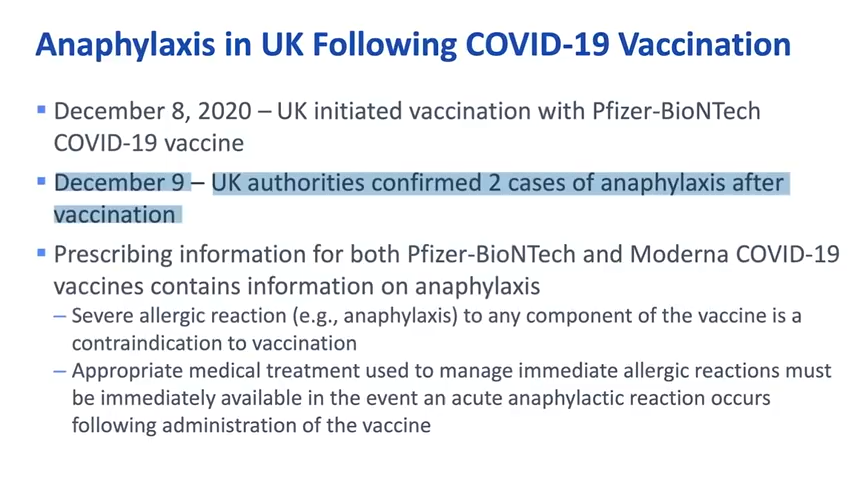 Anaphylaxis in UK Following COVID-19 Vaccination
▪ December 8, 2020 – UK initiated vaccination with Pfizer-BioNTech
COVID-19 vaccine
▪ December 9 – UK authorities confirmed 2 cases of anaphylaxis after
vaccination
▪ Prescribing information for both Pfizer-BioNTech and Moderna COVID-19
vaccines contains information on anaphylaxis
– Severe allergic reaction (e.g., anaphylaxis) to any component of the vaccine is a
contraindication to vaccination
– Appropriate medical treatment used to manage immediate allergic reactions must
be immediately available in the event an acute anaphylactic reaction occurs
following administration of the vaccine